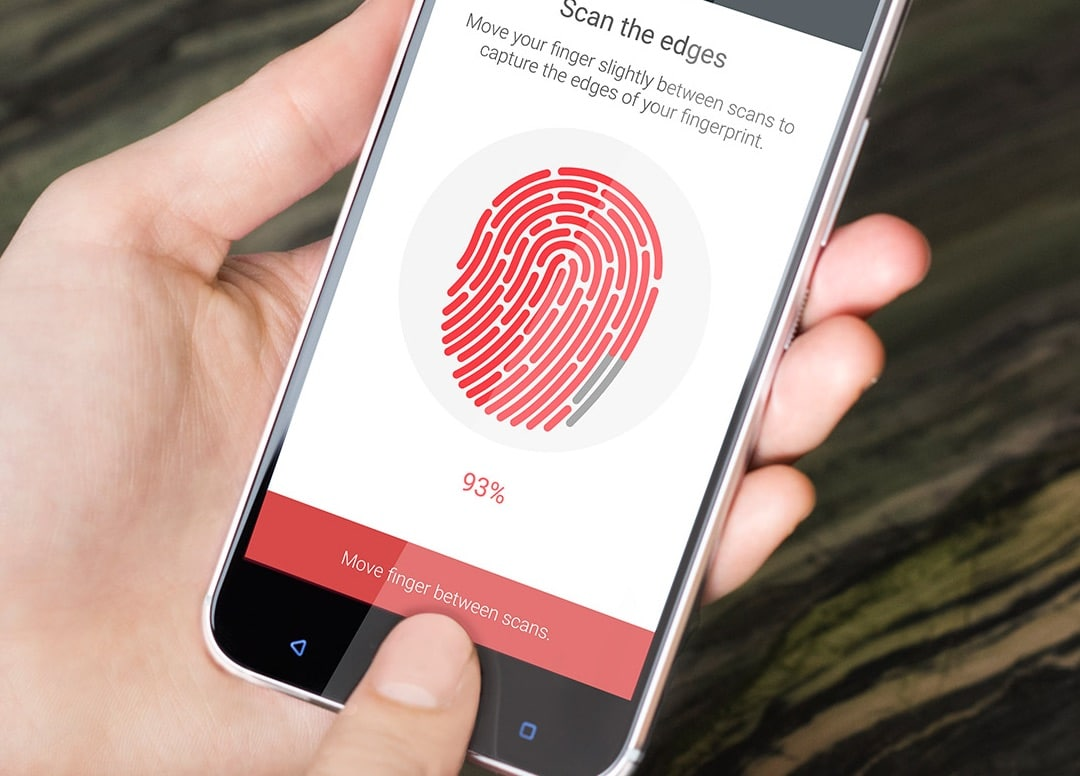 Scan the edges
Move your finger slightly between scans to
capture the edges of your fingerprint.
93%
Move finger between scans.